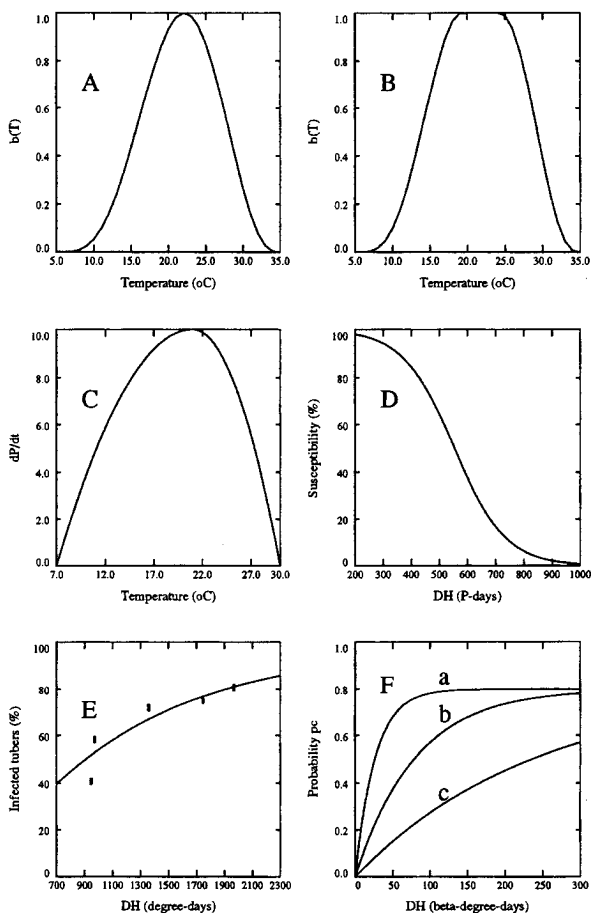 1.0
0.8
0.6
0.4
0.2
0.0
b(T)
A
5.0 10.0 15.0 20.0 25.0 30.0 35.0
Temperature (oC)
1.0
0.8
0.6
0.4
0.2
0.0
b(T)
B
5.0 10.0 15.0 20.0 25.0 30.0 35.0
Temperature (oC)
10.0
8.0
6.0
4.0
2.0
0.0
dP/dt
C
7.0 12.0 17.0 22.0 27.0 30.0
Temperature (oC)
100
80
60
40
20
0
Susceptibility (%)
D
200 300 400 500 600 700 800 900 1000
DH (P-days)
100
80
60
40
20
0
Infected tubers (%)
E
700 900 1100 1300 1500 1700 1900 2100 2300
DH (degree-days)
1.0
0.8
0.6
0.4
0.2
0.0
Probability pc
F
a
b
c
0 50 100 150 200 250 300
DH (beta-degree-days)